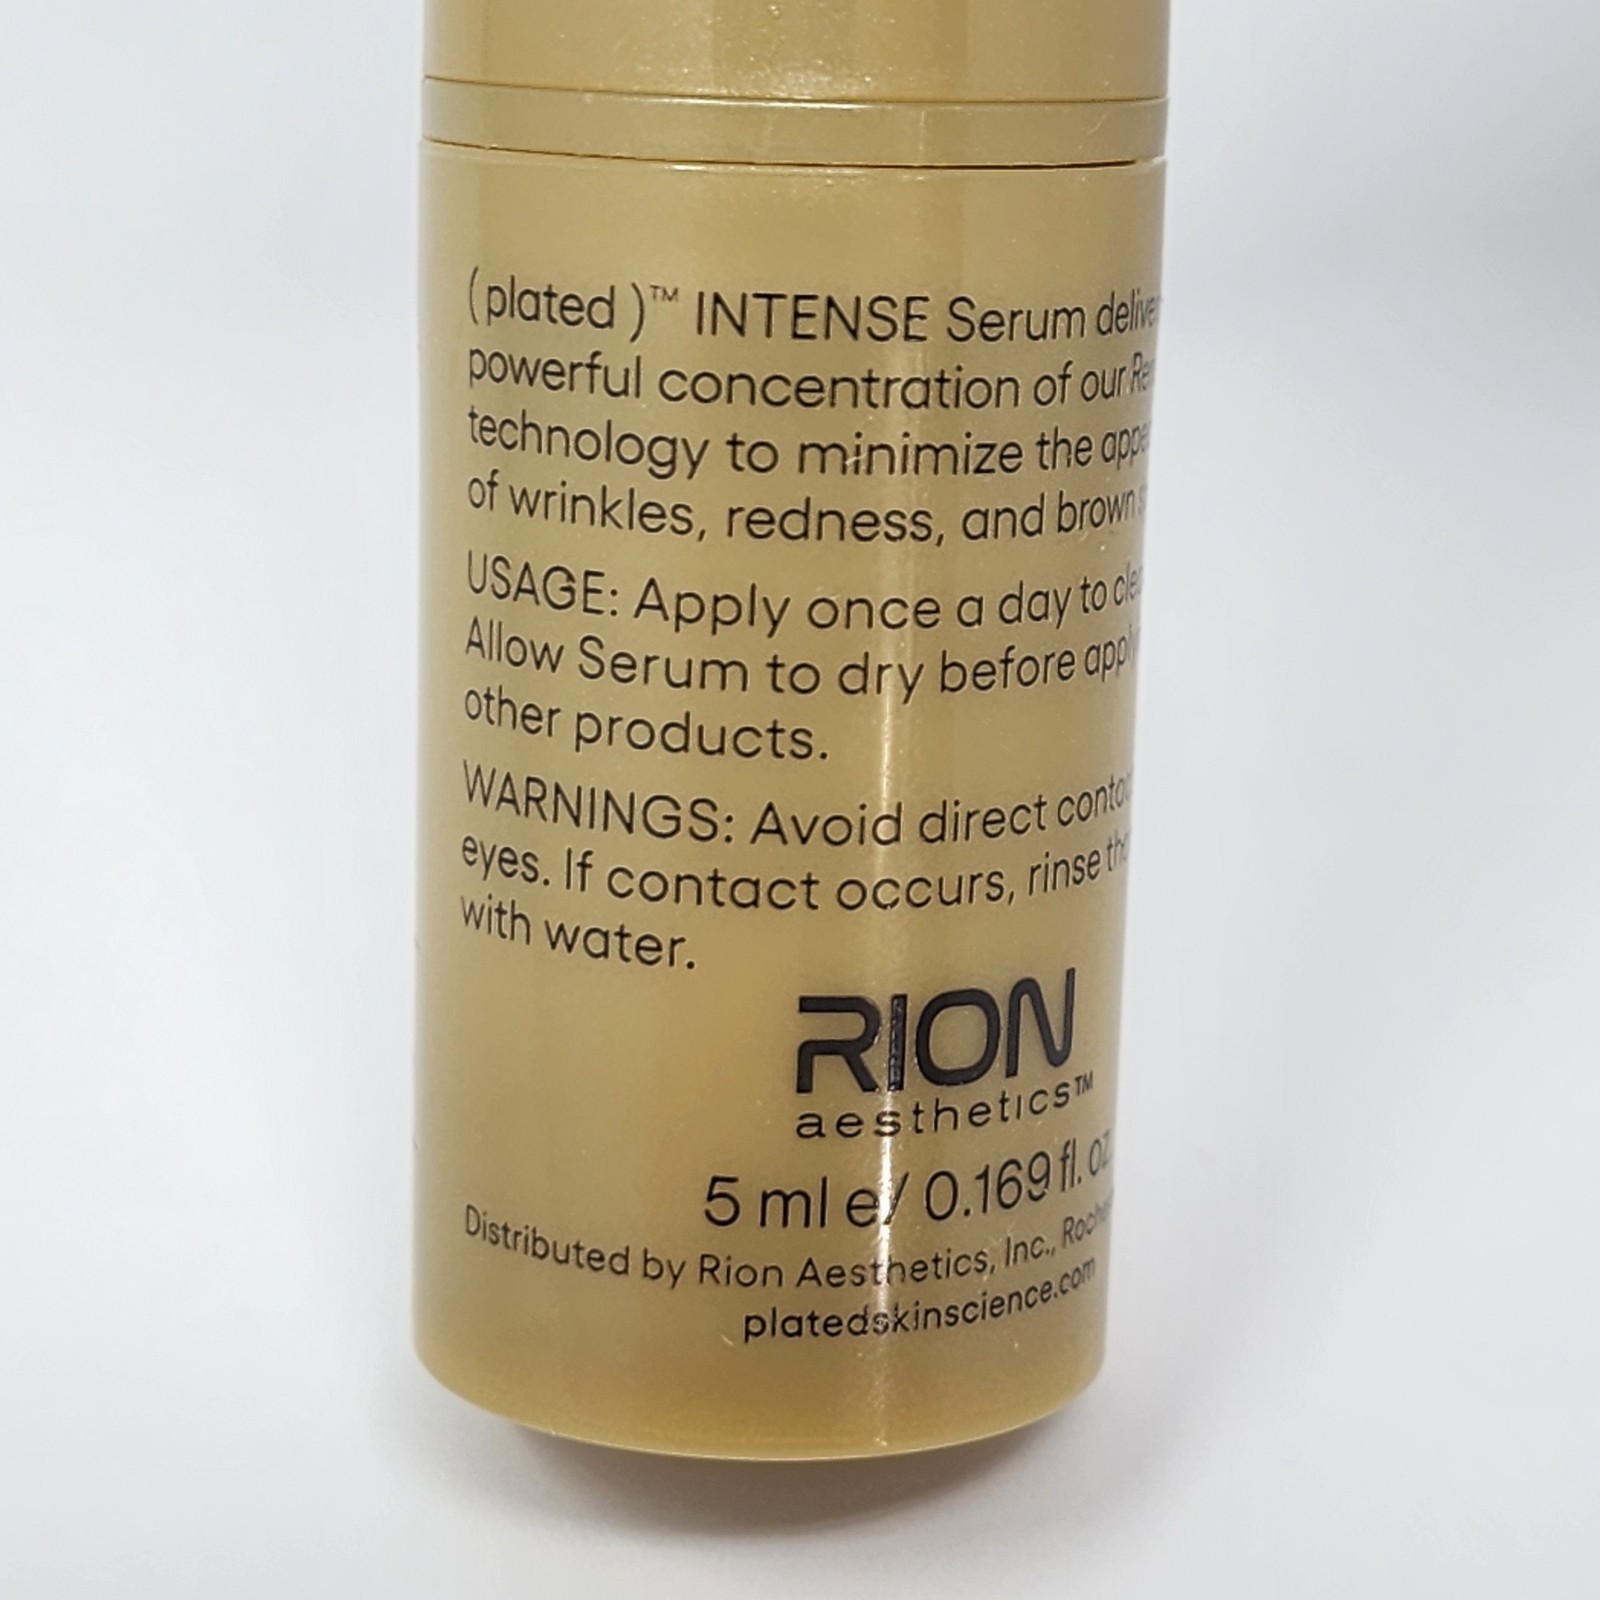 (plated)™ INTENSE Serum
powerful concentration of our
technology to minimize the
of wrinkles, redness, and brown
USAGE: Apply once a day to
Allow Serum to dry before
other products.
WARNINGS: Avoid direct
eyes. If contact occurs, rinse
with water.
RION
aesthetics™
5 ml e/ 0.169 fl. oz.
Distributed by Rion Aesthetics, Inc.,
platedskinscience.com